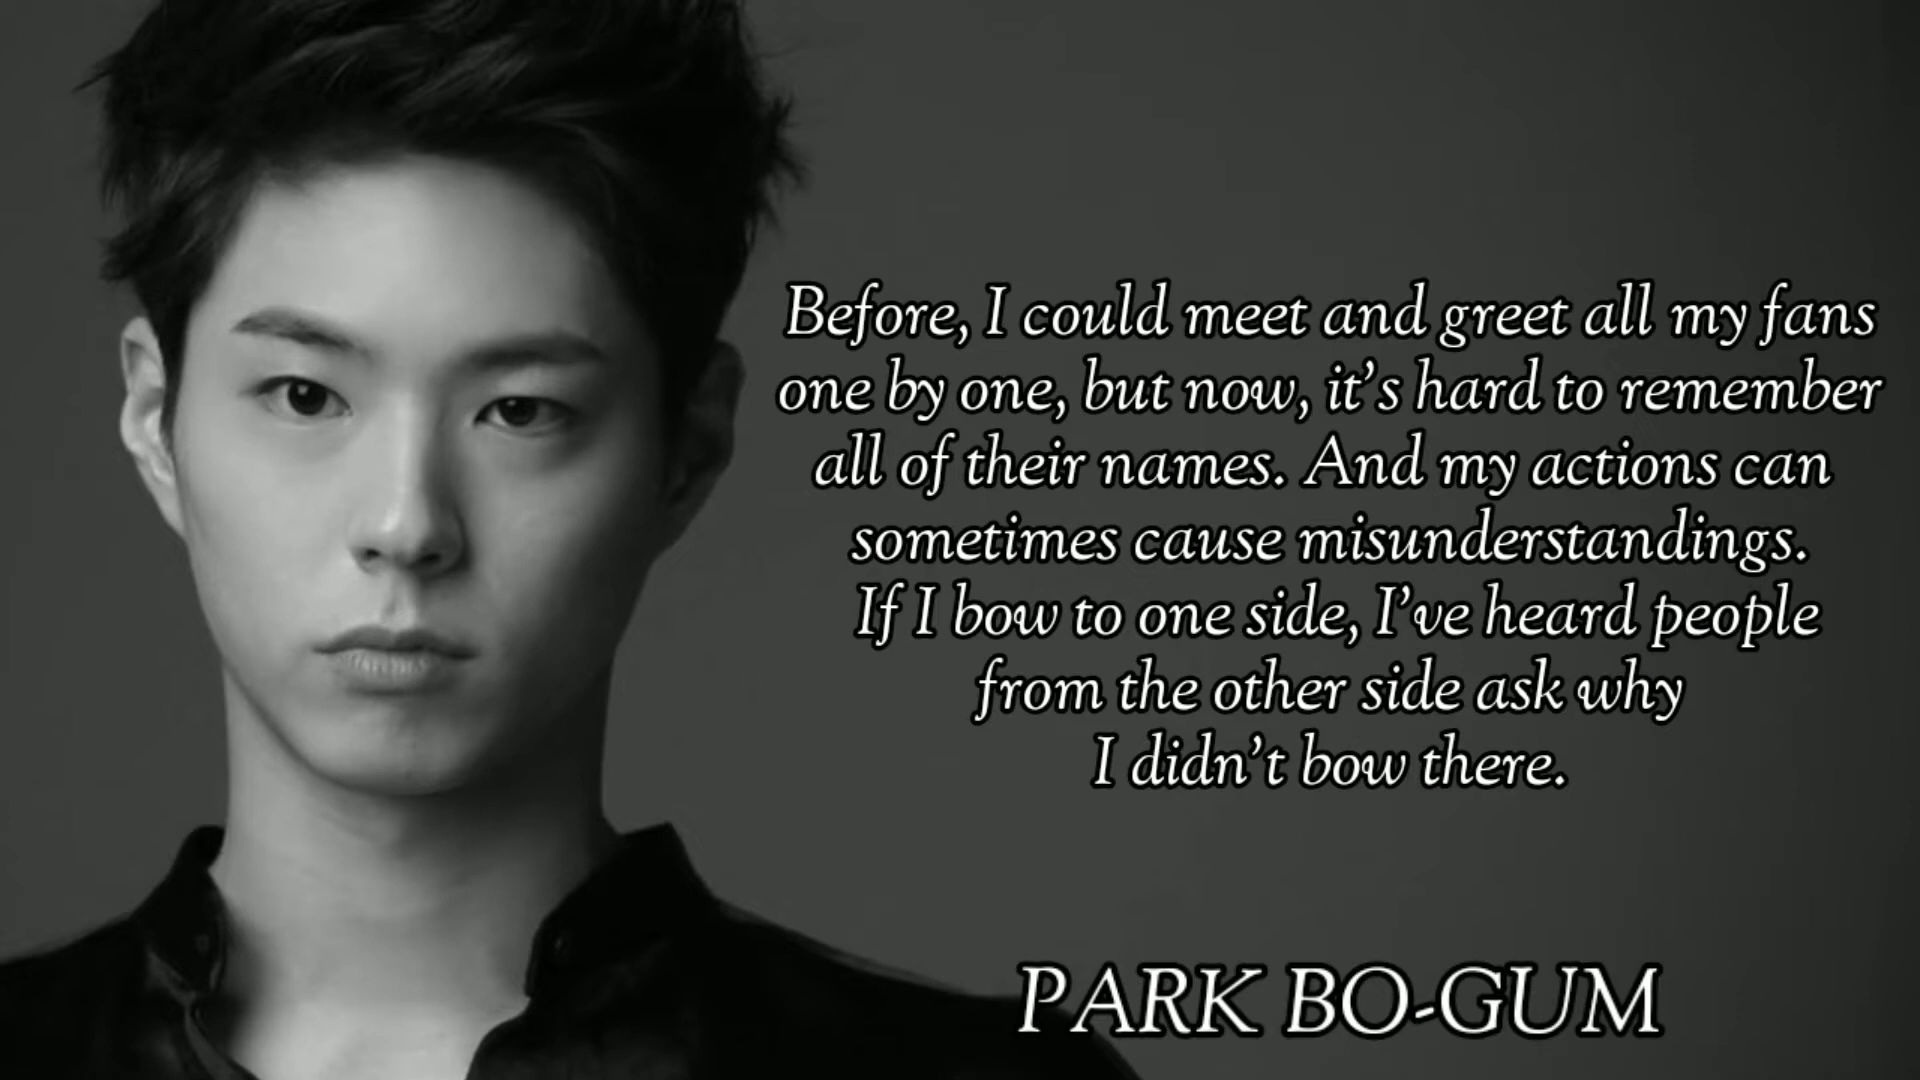 Before, I could meet and greet all my fans
one by one, but now, it’s hard to remember
all of their names. And my actions can
sometimes cause misunderstandings.
If I bow to one side, I’ve heard people
from the other side ask why
I didn’t bow there.
PARK BO-GUM